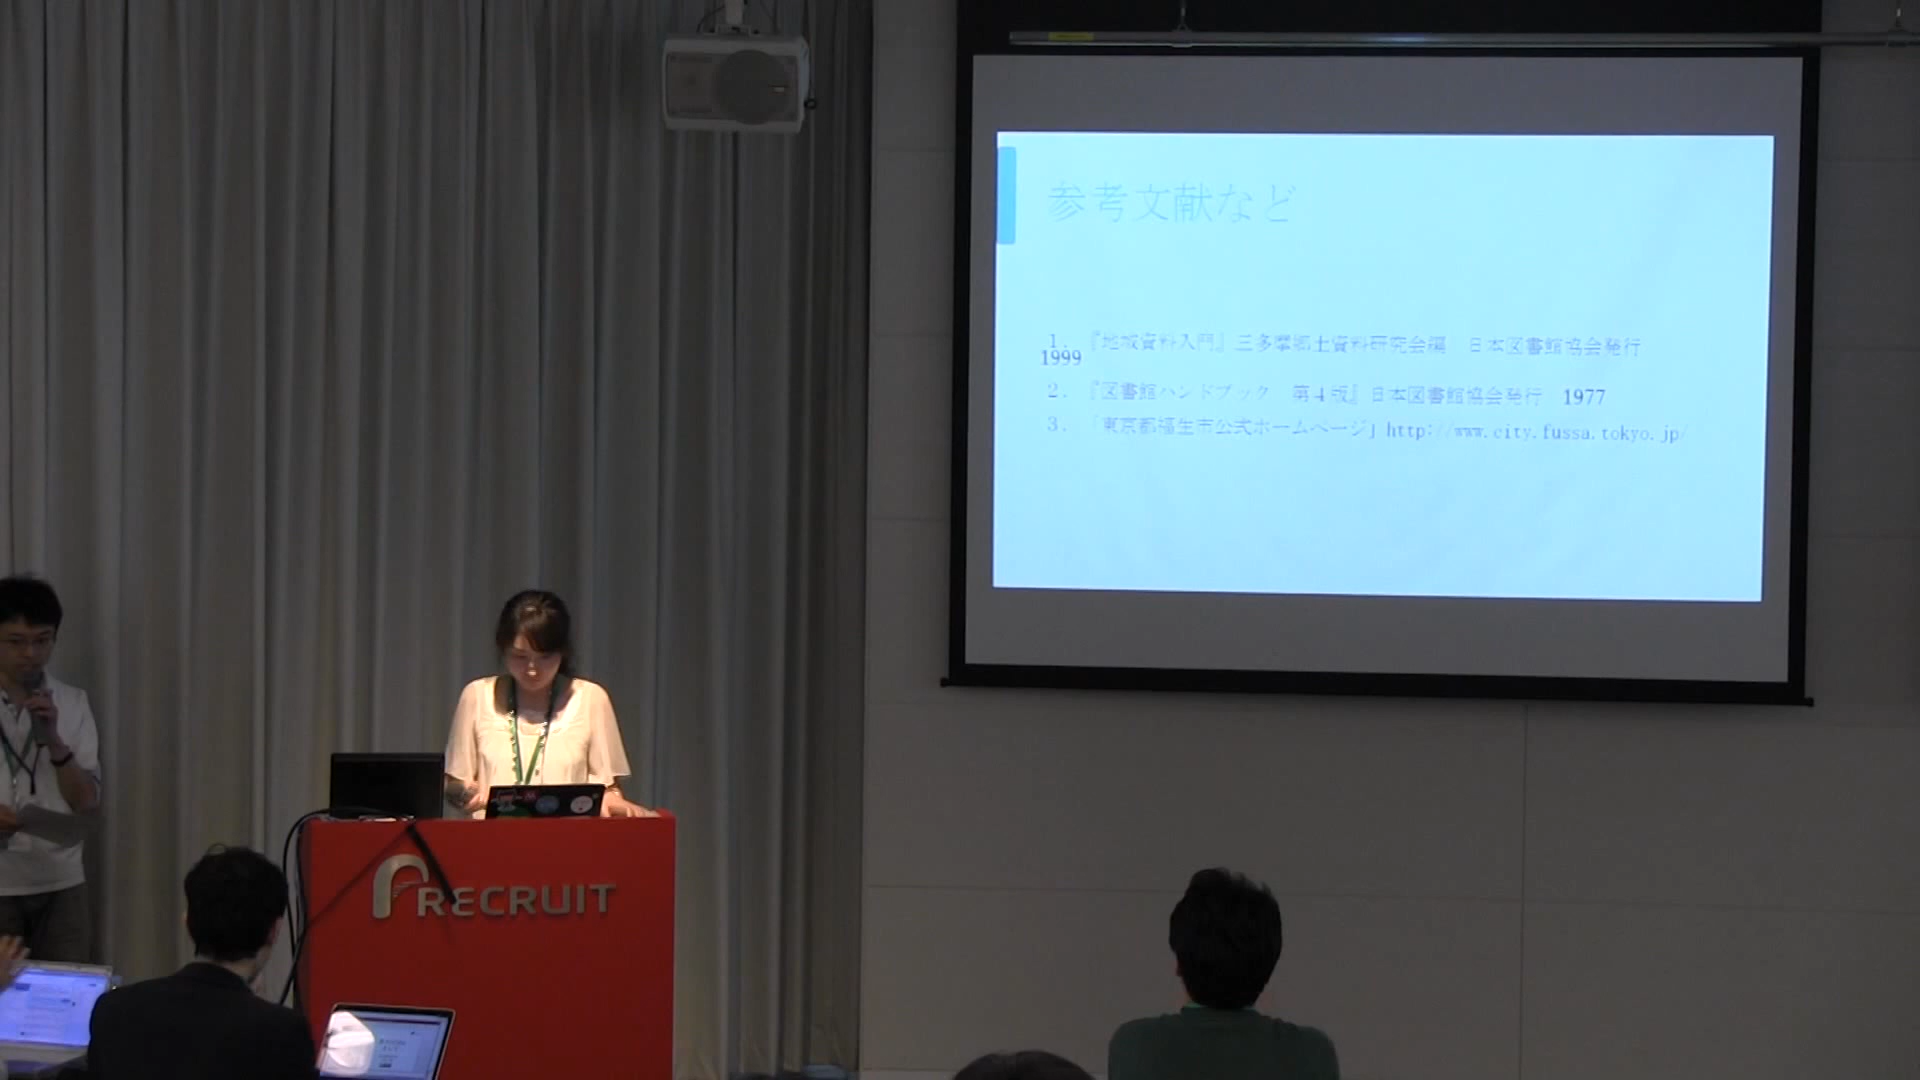 参考文献など
１．『地域資料入門』三多摩郷土資料研究会編　日本図書館協会発行
1999
２．『図書館ハンドブック　第４版』日本図書館協会発行　1977
３．「東京都福生市公式ホームページ」http://www.city.fussa.tokyo.jp/
RECRUIT